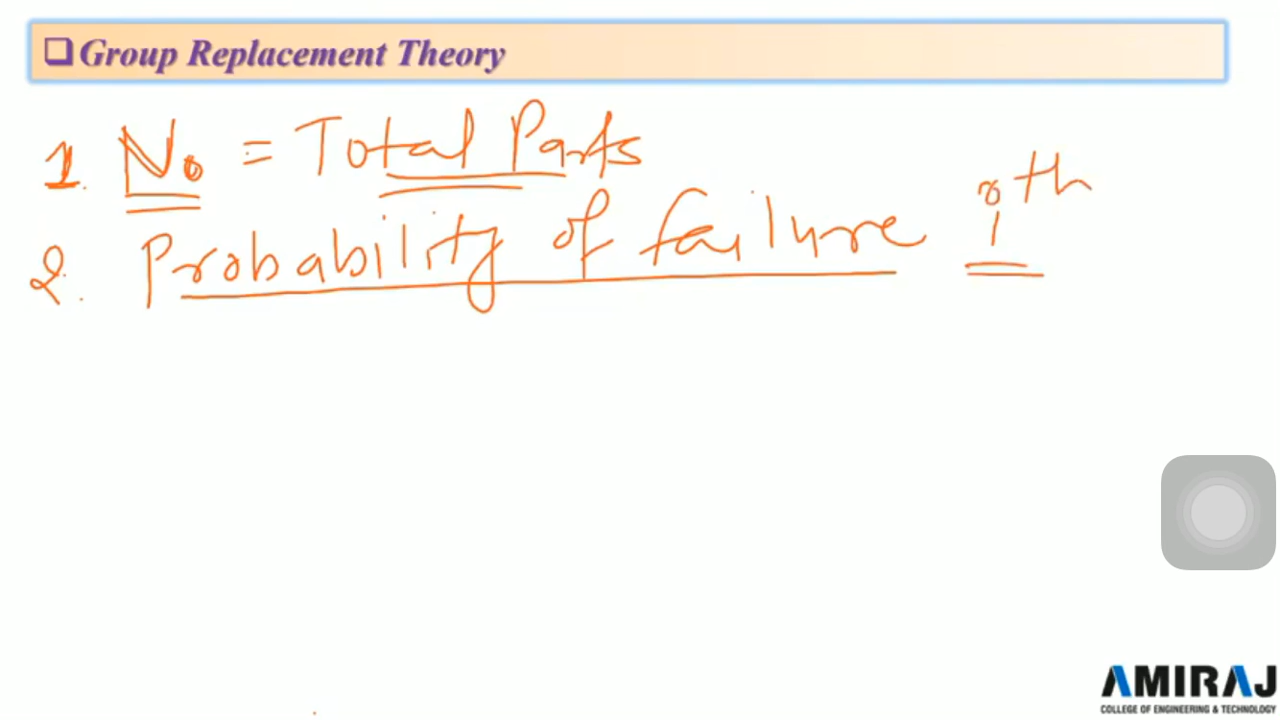 ❑Group Replacement Theory
1. N₀ = Total Parts
2. Probability of failure ith
AMIRAJ
COLLEGE OF ENGINEERING & TECHNOLOGY